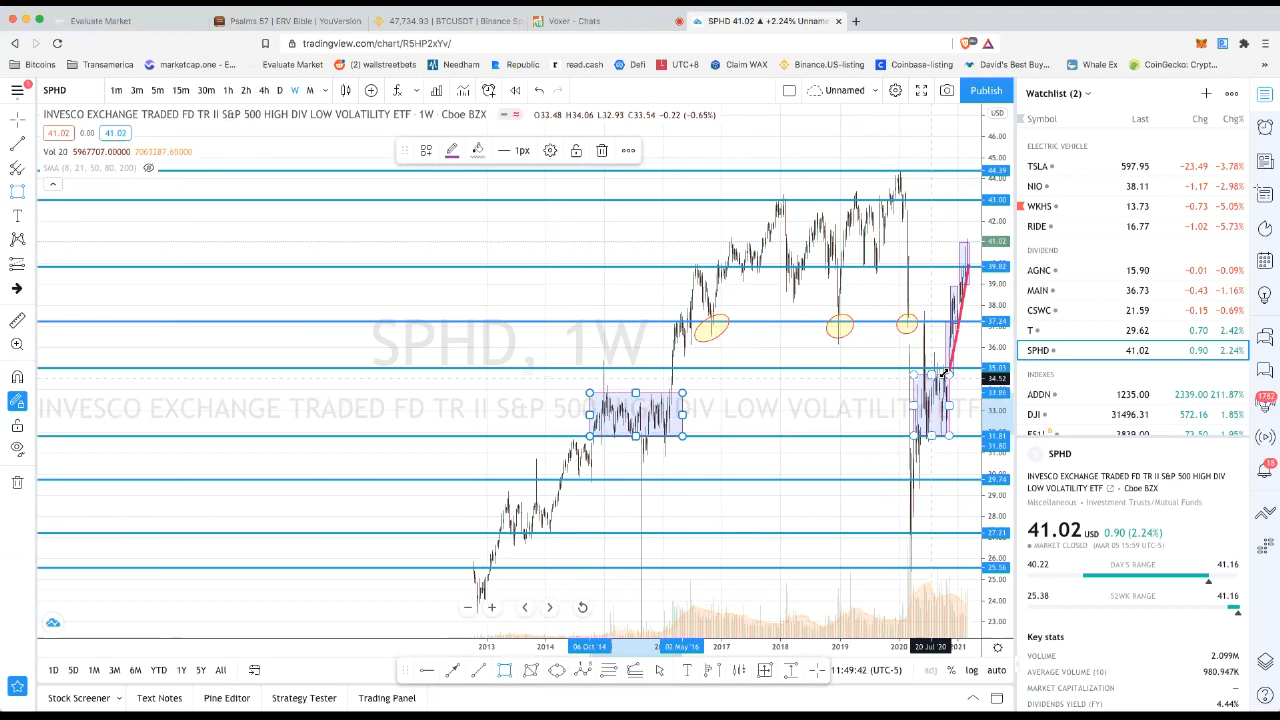 Evaluate Market
Psalms 57 | ERV Bible | YouVersion
47,734.93 | BTCUSDT | Binance Sp
Voxer - Chats
SPHD 41.02 ▲ +2.24% Unname
tradingview.com/chart/R5HP2xYv/
Bitcoins
Transamerica
marketcap.one - E...
Evaluate Market
(2) wallstreetbets
Needham
Republic
read.cash
Defi
UTC+8
Claim WAX
Binance.US-listing
Coinbase-listing
David's Best Buy...
Whale Ex
CoinGecko: Crypt...
SPHD
1m 3m 5m 15m 30m 1h 2h 4h D W M
Unnamed
Publish
Watchlist (2)
INVESCO EXCHANGE TRADED FD TR II S&P 500 HIGH DIV LOW VOLATILITY ETF · 1W · Cboe BZX
O33.48 H34.06 L32.93 C33.54 -0.22 (-0.65%)
USD
41.02 0.00 41.02
Vol 20 5967707.00000 7063287.65000
SMA (8, 21, 50, 80, 200)
1px
Symbol Last Chg Chg%
ELECTRIC VEHICLE
TSLA 597.95 -23.49 -3.78%
NIO 38.11 -1.17 -2.98%
WKHS 13.73 -0.73 -5.05%
RIDE 16.77 -1.02 -5.73%
DIVIDEND
AGNC 15.90 -0.01 -0.09%
MAIN 36.73 -0.43 -1.16%
CSWC 21.59 -0.15 -0.69%
T 29.62 0.70 2.42%
SPHD 41.02 0.90 2.24%
INDEXES
ADDN 1235.00 2339.00 211.87%
DJI 31496.31 572.16 1.85%
ES1! 3839.00 73.50 1.95%
46.00
45.00
44.39
44.00
43.00
42.00
41.02
39.82
39.00
38.00
37.24
36.00
35.03
34.52
33.86
33.00
31.81
31.60
29.74
29.00
28.00
27.21
25.56
25.00
24.00
23.00
SPHD, 1W
INVESCO EXCHANGE TRADED FD TR II S&P 500 HIGH DIV LOW VOLATILITY ETF
1782
18
SPHD
INVESCO EXCHANGE TRADED FD TR II S&P 500 HIGH DIV
LOW VOLATILITY ETF Cboe BZX
Miscellaneous • Investment Trusts/Mutual Funds
41.02 USD 0.90 (2.24%)
MARKET CLOSED (MAR 05 15:59 UTC-5)
40.22 DAY'S RANGE 41.16
25.38 52WK RANGE 41.16
Key stats
VOLUME 2.099M
AVERAGE VOLUME (10) 980.947K
MARKET CAPITALIZATION —
DIVIDENDS YIELD (FY) 4.44%
2013 2014 06 Oct '14 02 May '16 2017 2018 2019 2020 20 Jul '20 2021
1D 5D 1M 3M 6M YTD 1Y 5Y All
11:49:42 (UTC-5)
adj % log auto
Stock Screener
Text Notes
Pine Editor
Strategy Tester
Trading Panel